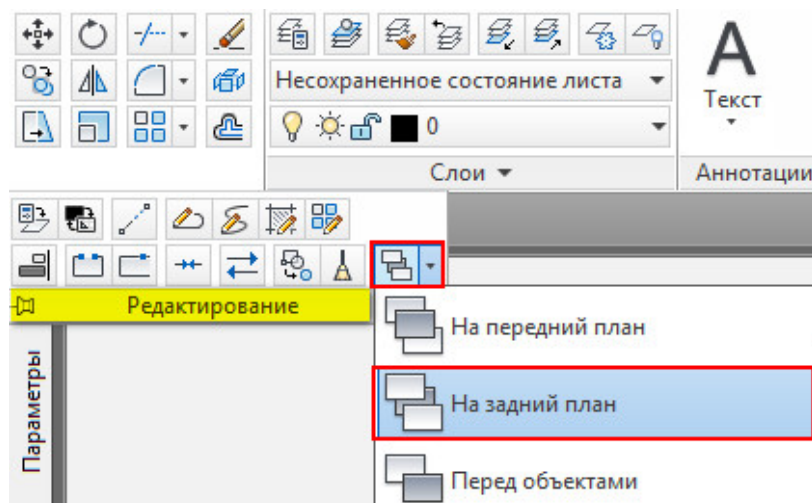 Несохраненное состояние листа
0
Слои
A
Текст
Аннотации
Редактирование
Параметры
На передний план
На задний план
Перед объектами